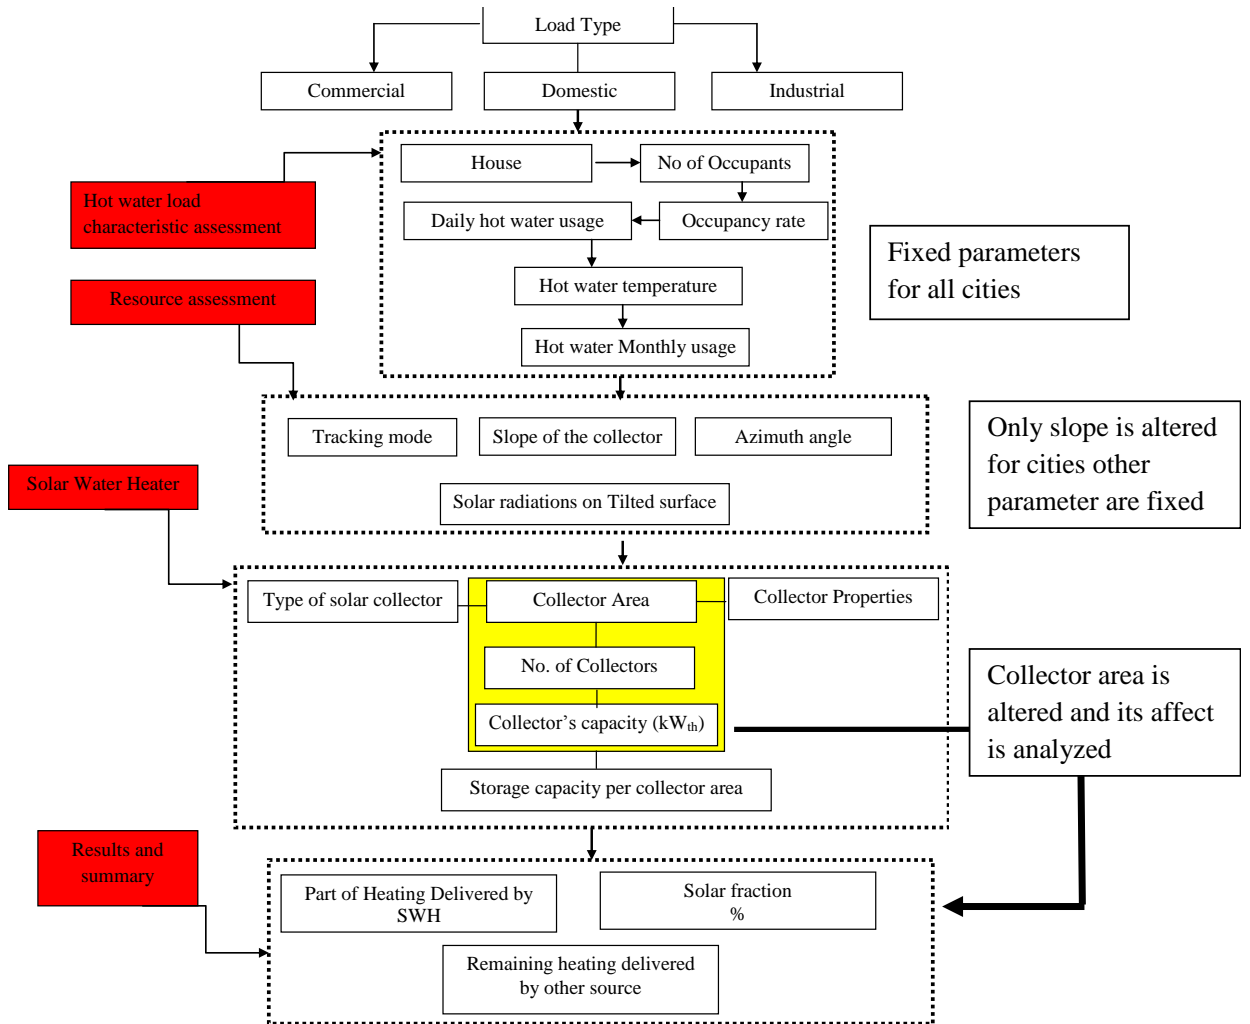 Load Type
Commercial
Domestic
Industrial
House
No of Occupants
Hot water load
characteristic assessment
Daily hot water usage
Occupancy rate
Fixed parameters
for all cities
Resource assessment
Hot water temperature
Hot water Monthly usage
Tracking mode
Slope of the collector
Azimuth angle
Only slope is altered
for cities other
parameter are fixed
Solar Water Heater
Solar radiations on Tilted surface
Type of solar collector
Collector Area
Collector Properties
No. of Collectors
Collector’s capacity (kWth)
Collector area is
altered and its affect
is analyzed
Storage capacity per collector area
Results and
summary
Part of Heating Delivered by
SWH
Solar fraction
%
Remaining heating delivered
by other source